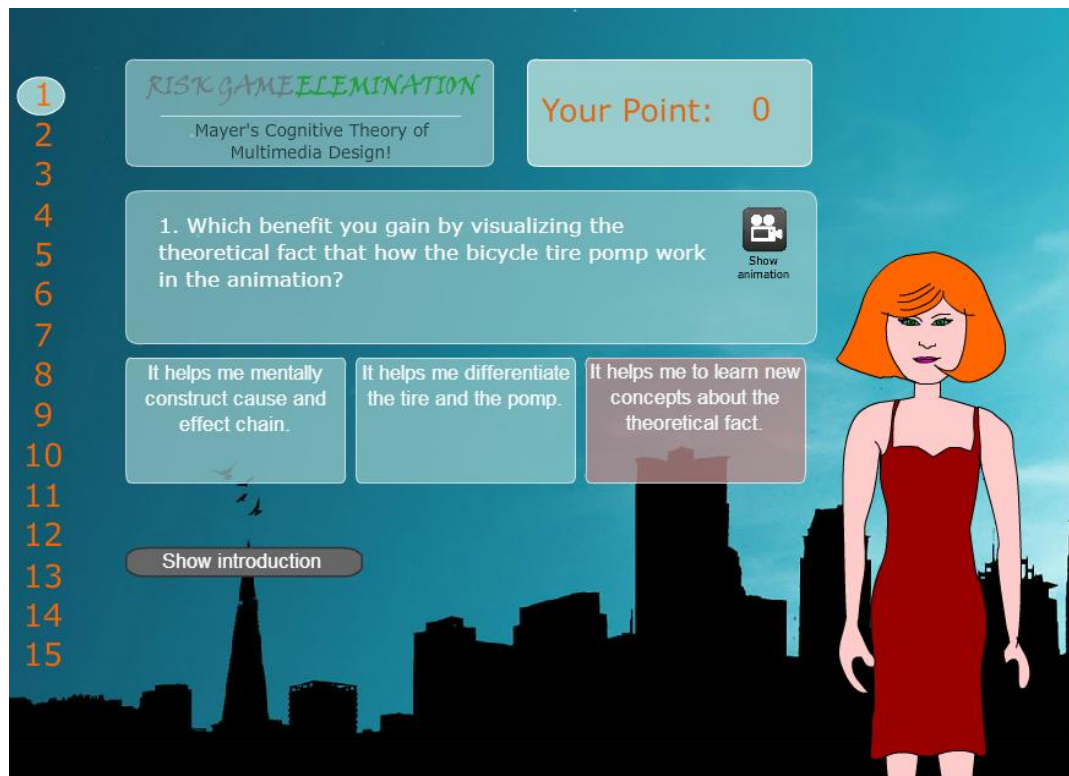 RISK GAME ELEMINATION
Mayer's Cognitive Theory of
Multimedia Design!
Your Point: 0
1
2
3
4
5
6
7
8
9
10
11
12
13
14
15
1. Which benefit you gain by visualizing the
theoretical fact that how the bicycle tire pomp work
in the animation?
Show
animation
It helps me mentally
construct cause and
effect chain.
It helps me differentiate
the tire and the pomp.
It helps me to learn new
concepts about the
theoretical fact.
Show introduction